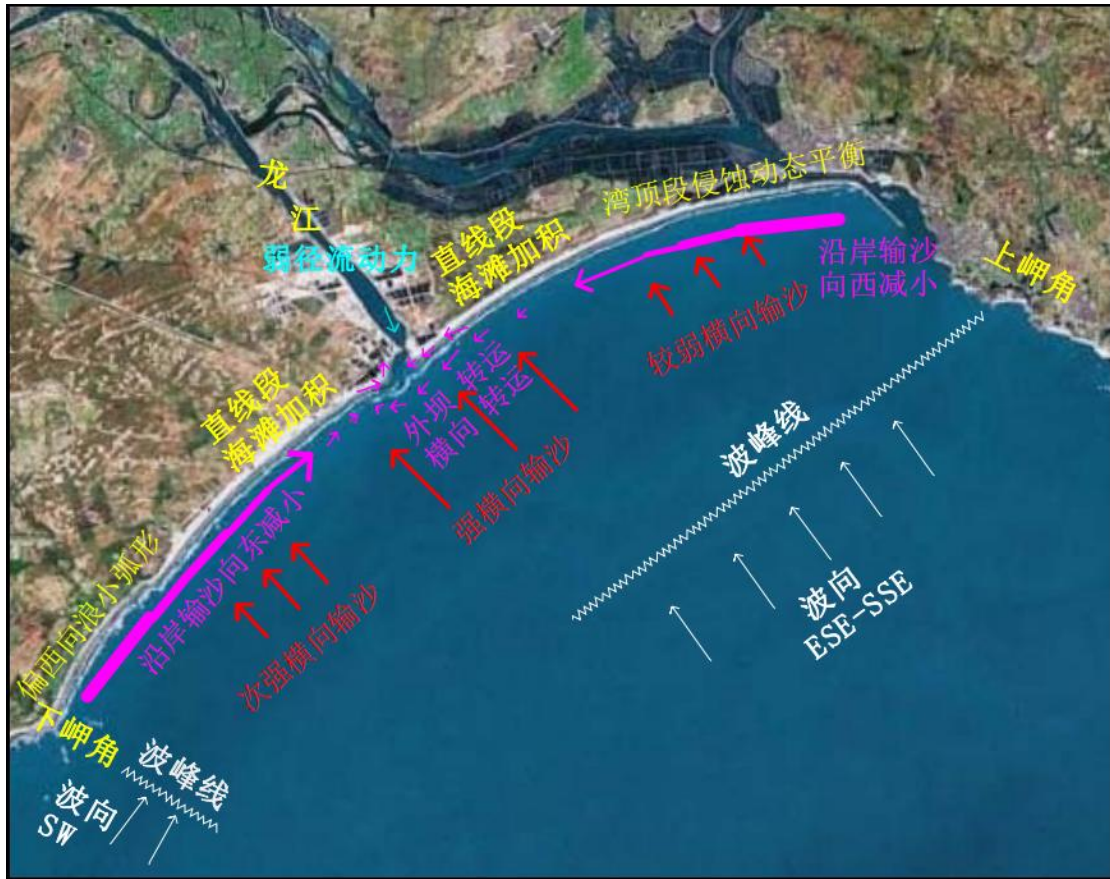 龙
江
弱径流动力
直线段
海滩加积
湾顶段侵蚀动态平衡
沿岸输沙
向西减小
上岬角
较弱横向输沙
直线段
海滩加积
外坝 转运
横向 转运
强横向输沙
波峰线
波向
ESE-SSE
沿岸输沙向东减小
次强横向输沙
偏西向浪小弧形
下岬角
波峰线
波向
SW